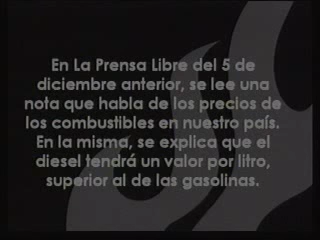 En La Prensa Libre del 5 de
diciembre anterior, se lee una
nota que habla de los precios de
los combustibles en nuestro país.
En la misma, se explica que el
diesel tendrá un valor por litro,
superior al de las gasolinas.